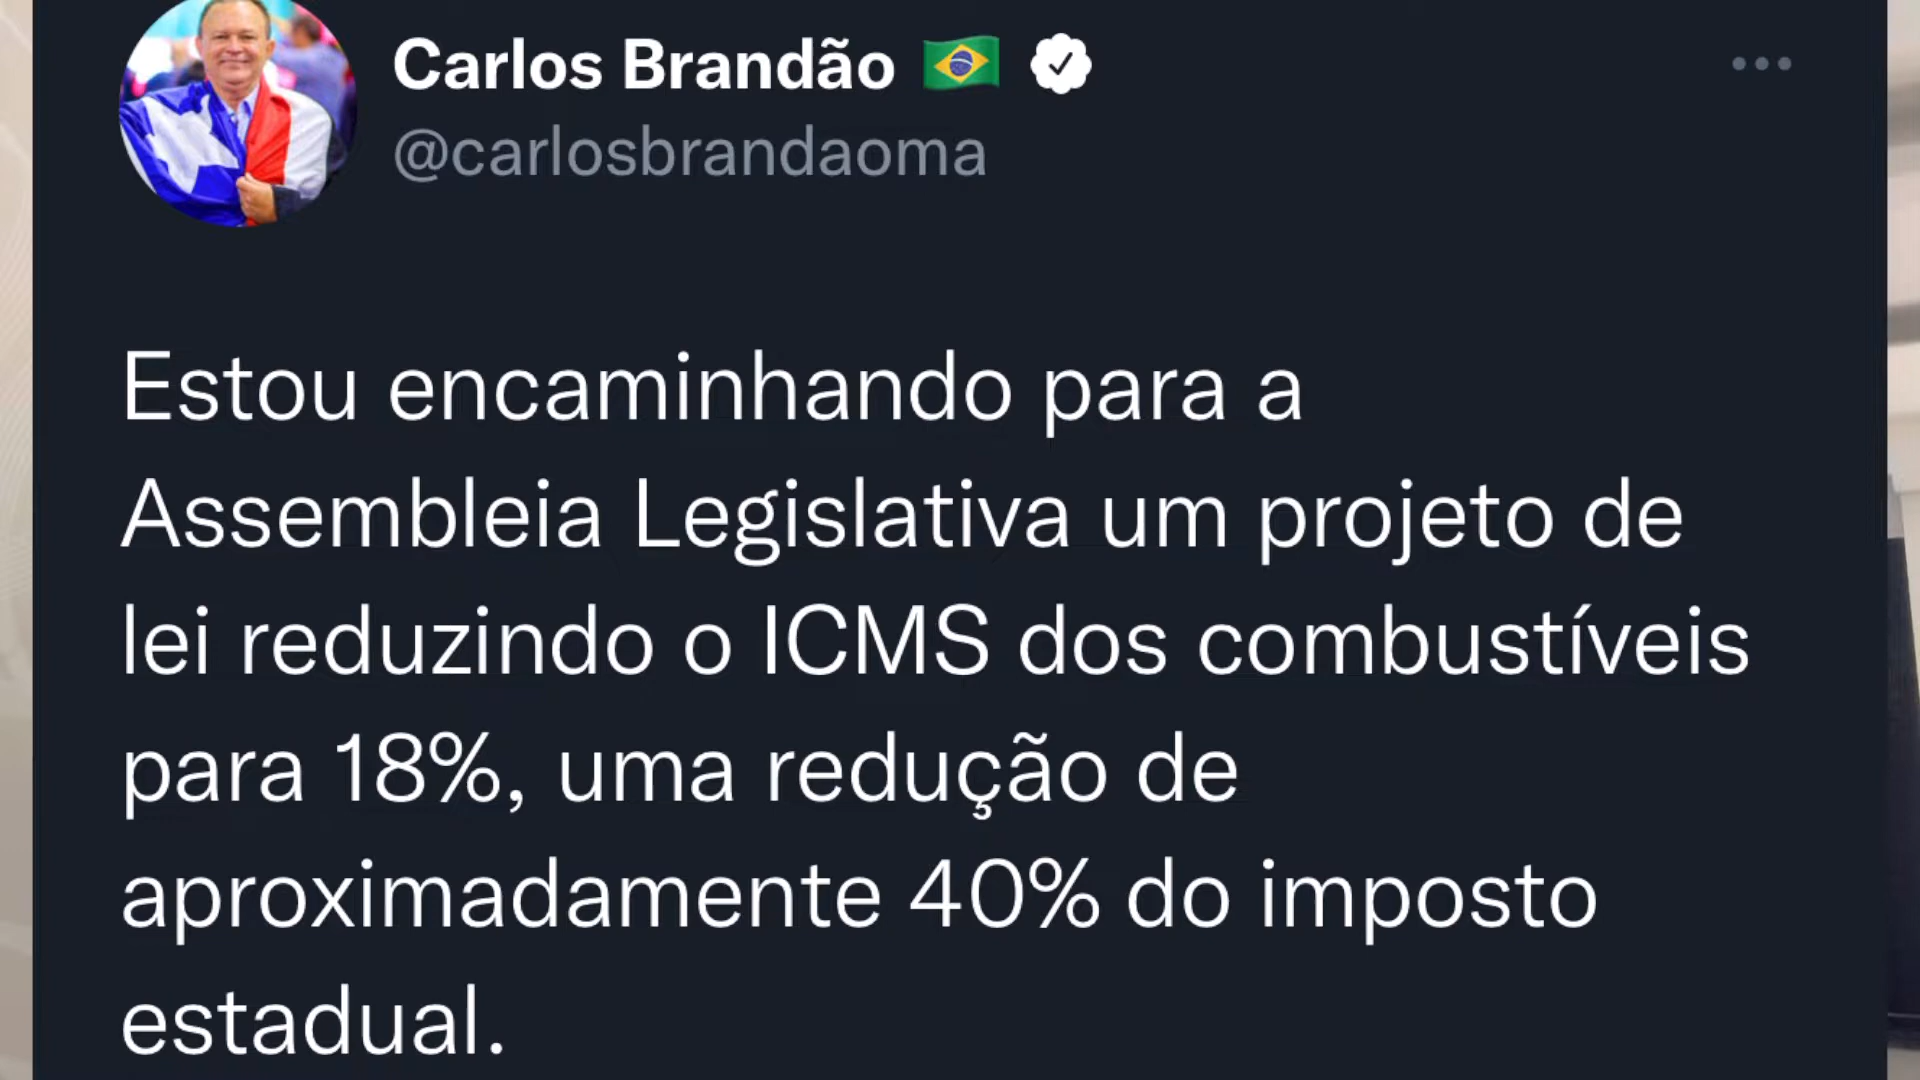 Carlos Brandão 🇧🇷
@carlosbrandaoma
Estou encaminhando para a
Assembleia Legislativa um projeto de
lei reduzindo o ICMS dos combustíveis
para 18%, uma redução de
aproximadamente 40% do imposto
estadual.